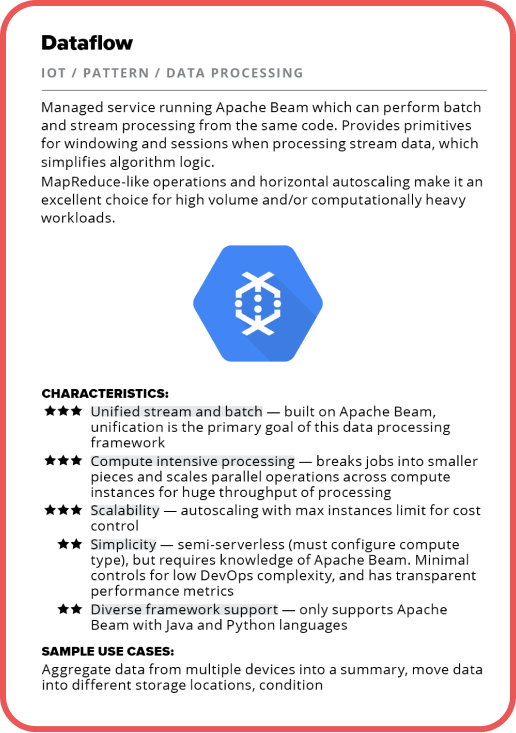 Dataflow
IOT / PATTERN / DATA PROCESSING
Managed service running Apache Beam which can perform batch
and stream processing from the same code. Provides primitives
for windowing and sessions when processing stream data, which
simplifies algorithm logic.
MapReduce-like operations and horizontal autoscaling make it an
excellent choice for high volume and/or computationally heavy
workloads.
CHARACTERISTICS:
★★★ Unified stream and batch — built on Apache Beam,
unification is the primary goal of this data processing
framework
★★★ Compute intensive processing — breaks jobs into smaller
pieces and scales parallel operations across compute
instances for huge throughput of processing
★★★ Scalability — autoscaling with max instances limit for cost
control
★★ Simplicity — semi-serverless (must configure compute
type), but requires knowledge of Apache Beam. Minimal
controls for low DevOps complexity, and has transparent
performance metrics
★★ Diverse framework support — only supports Apache
Beam with Java and Python languages
SAMPLE USE CASES:
Aggregate data from multiple devices into a summary, move data
into different storage locations, condition